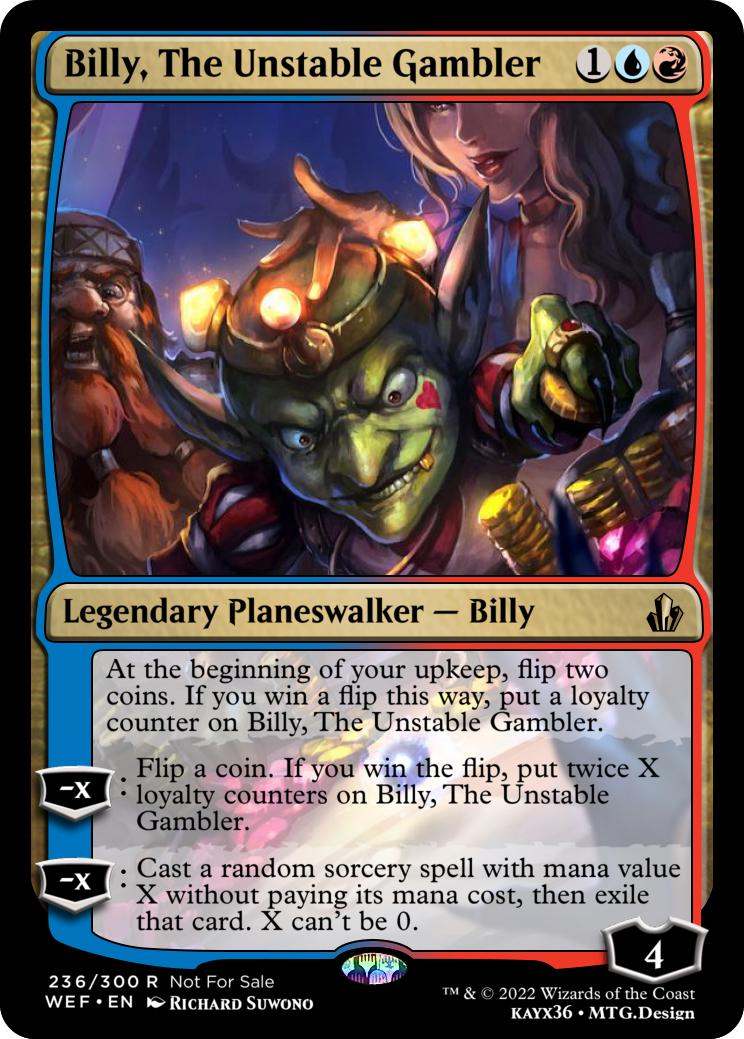 Billy, The Unstable Gambler 1
Legendary Planeswalker — Billy
At the beginning of your upkeep, flip two
coins. If you win a flip this way, put a loyalty
counter on Billy, The Unstable Gambler.
-X : Flip a coin. If you win the flip, put twice X
loyalty counters on Billy, The Unstable
Gambler.
-X : Cast a random sorcery spell with mana value
X without paying its mana cost, then exile
that card. X can't be 0.
4
236/300 R Not For Sale
WEF • EN Richard Suwono
™ & © 2022 Wizards of the Coast
KAYX36 • MTG.Design